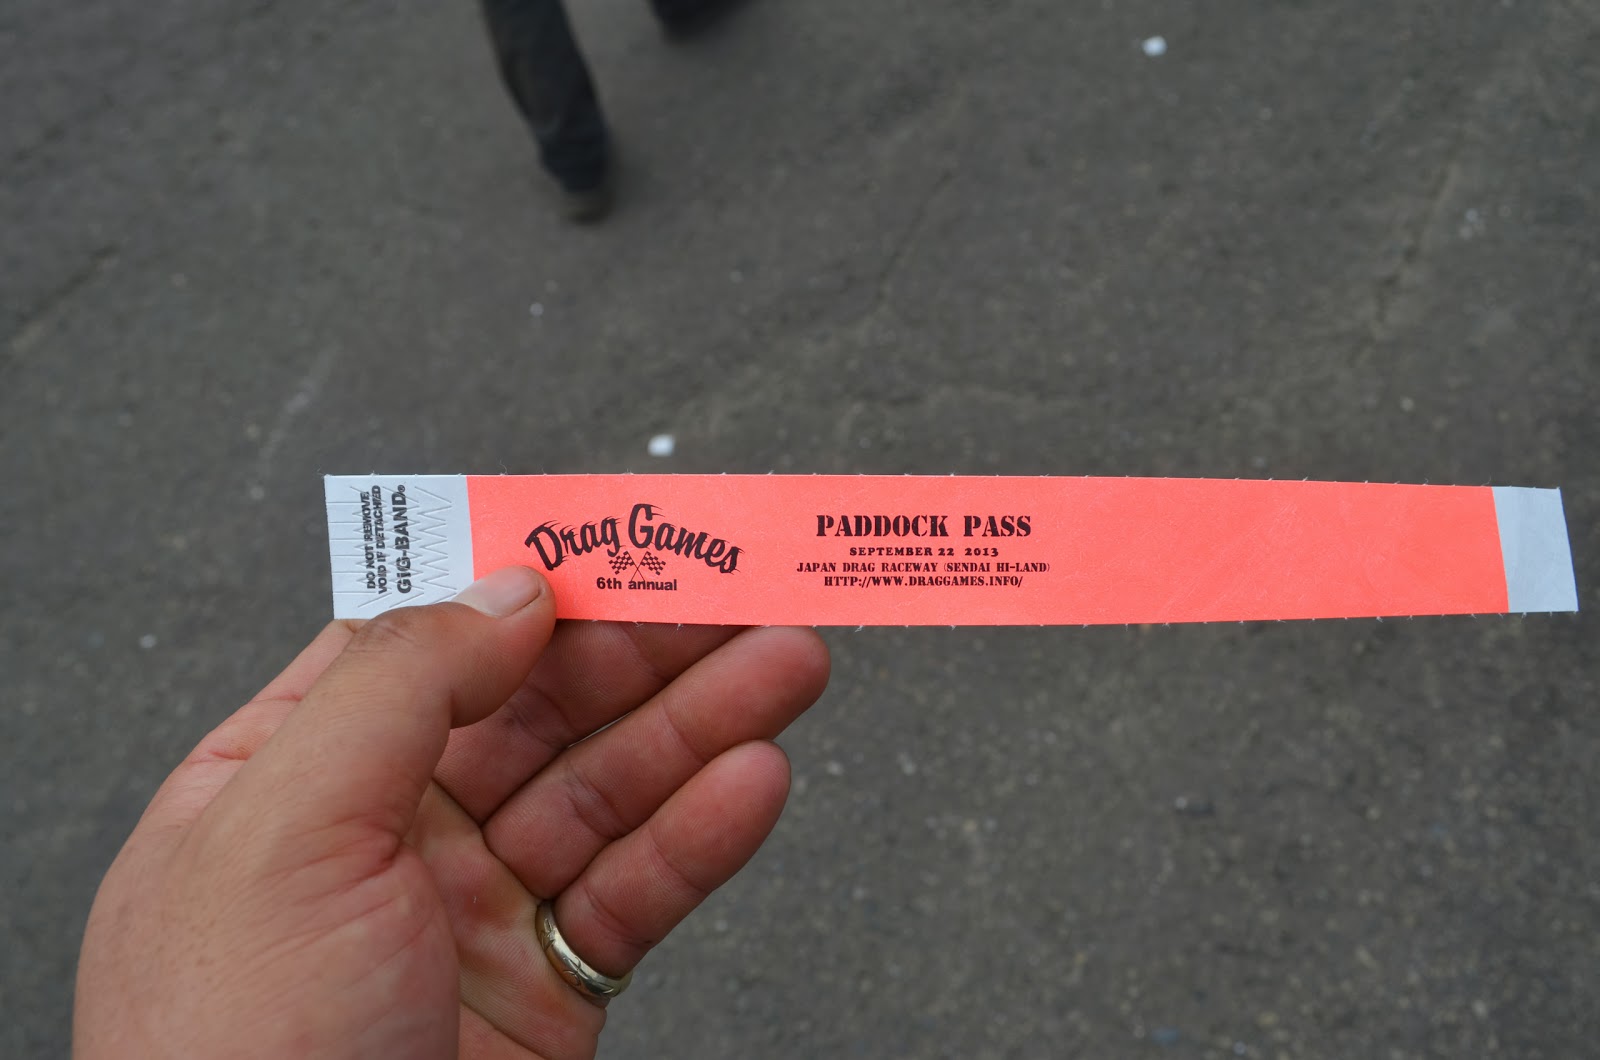 DO NOT REMOVE
VOID IF DETACHED
GiG-BAND®
Drag Games
6th annual
PADDOCK PASS
SEPTEMBER 22 2013
JAPAN DRAG RACEWAY (SENDAI HI-LAND)
HTTP://WWW.DRAGGAMES.INFO/